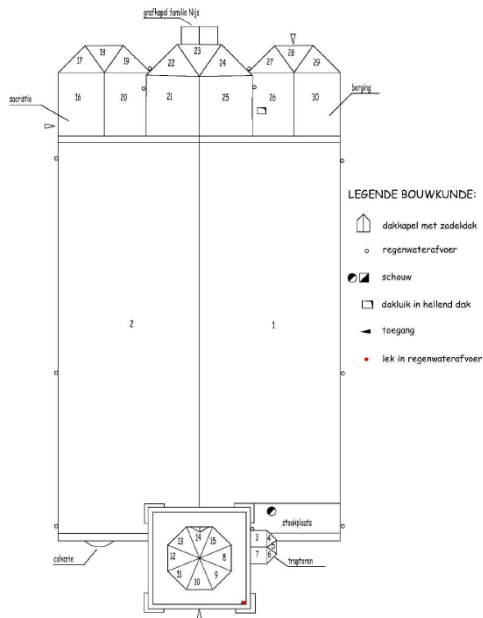 grafkapel familie Nijs
18
23
28
17
19
22
24
27
29
16
20
21
25
26
30
sacristie
berging
LEGENDE BOUWKUNDE:
dakkapel met zadeldak
regenwaterafvoer
schouw
dakluik in hellend dak
toegang
lek in regenwaterafvoer
2
1
stookplaats
13
14
15
3
4
5
12
8
7
6
11
10
9
calvarie
traptoren